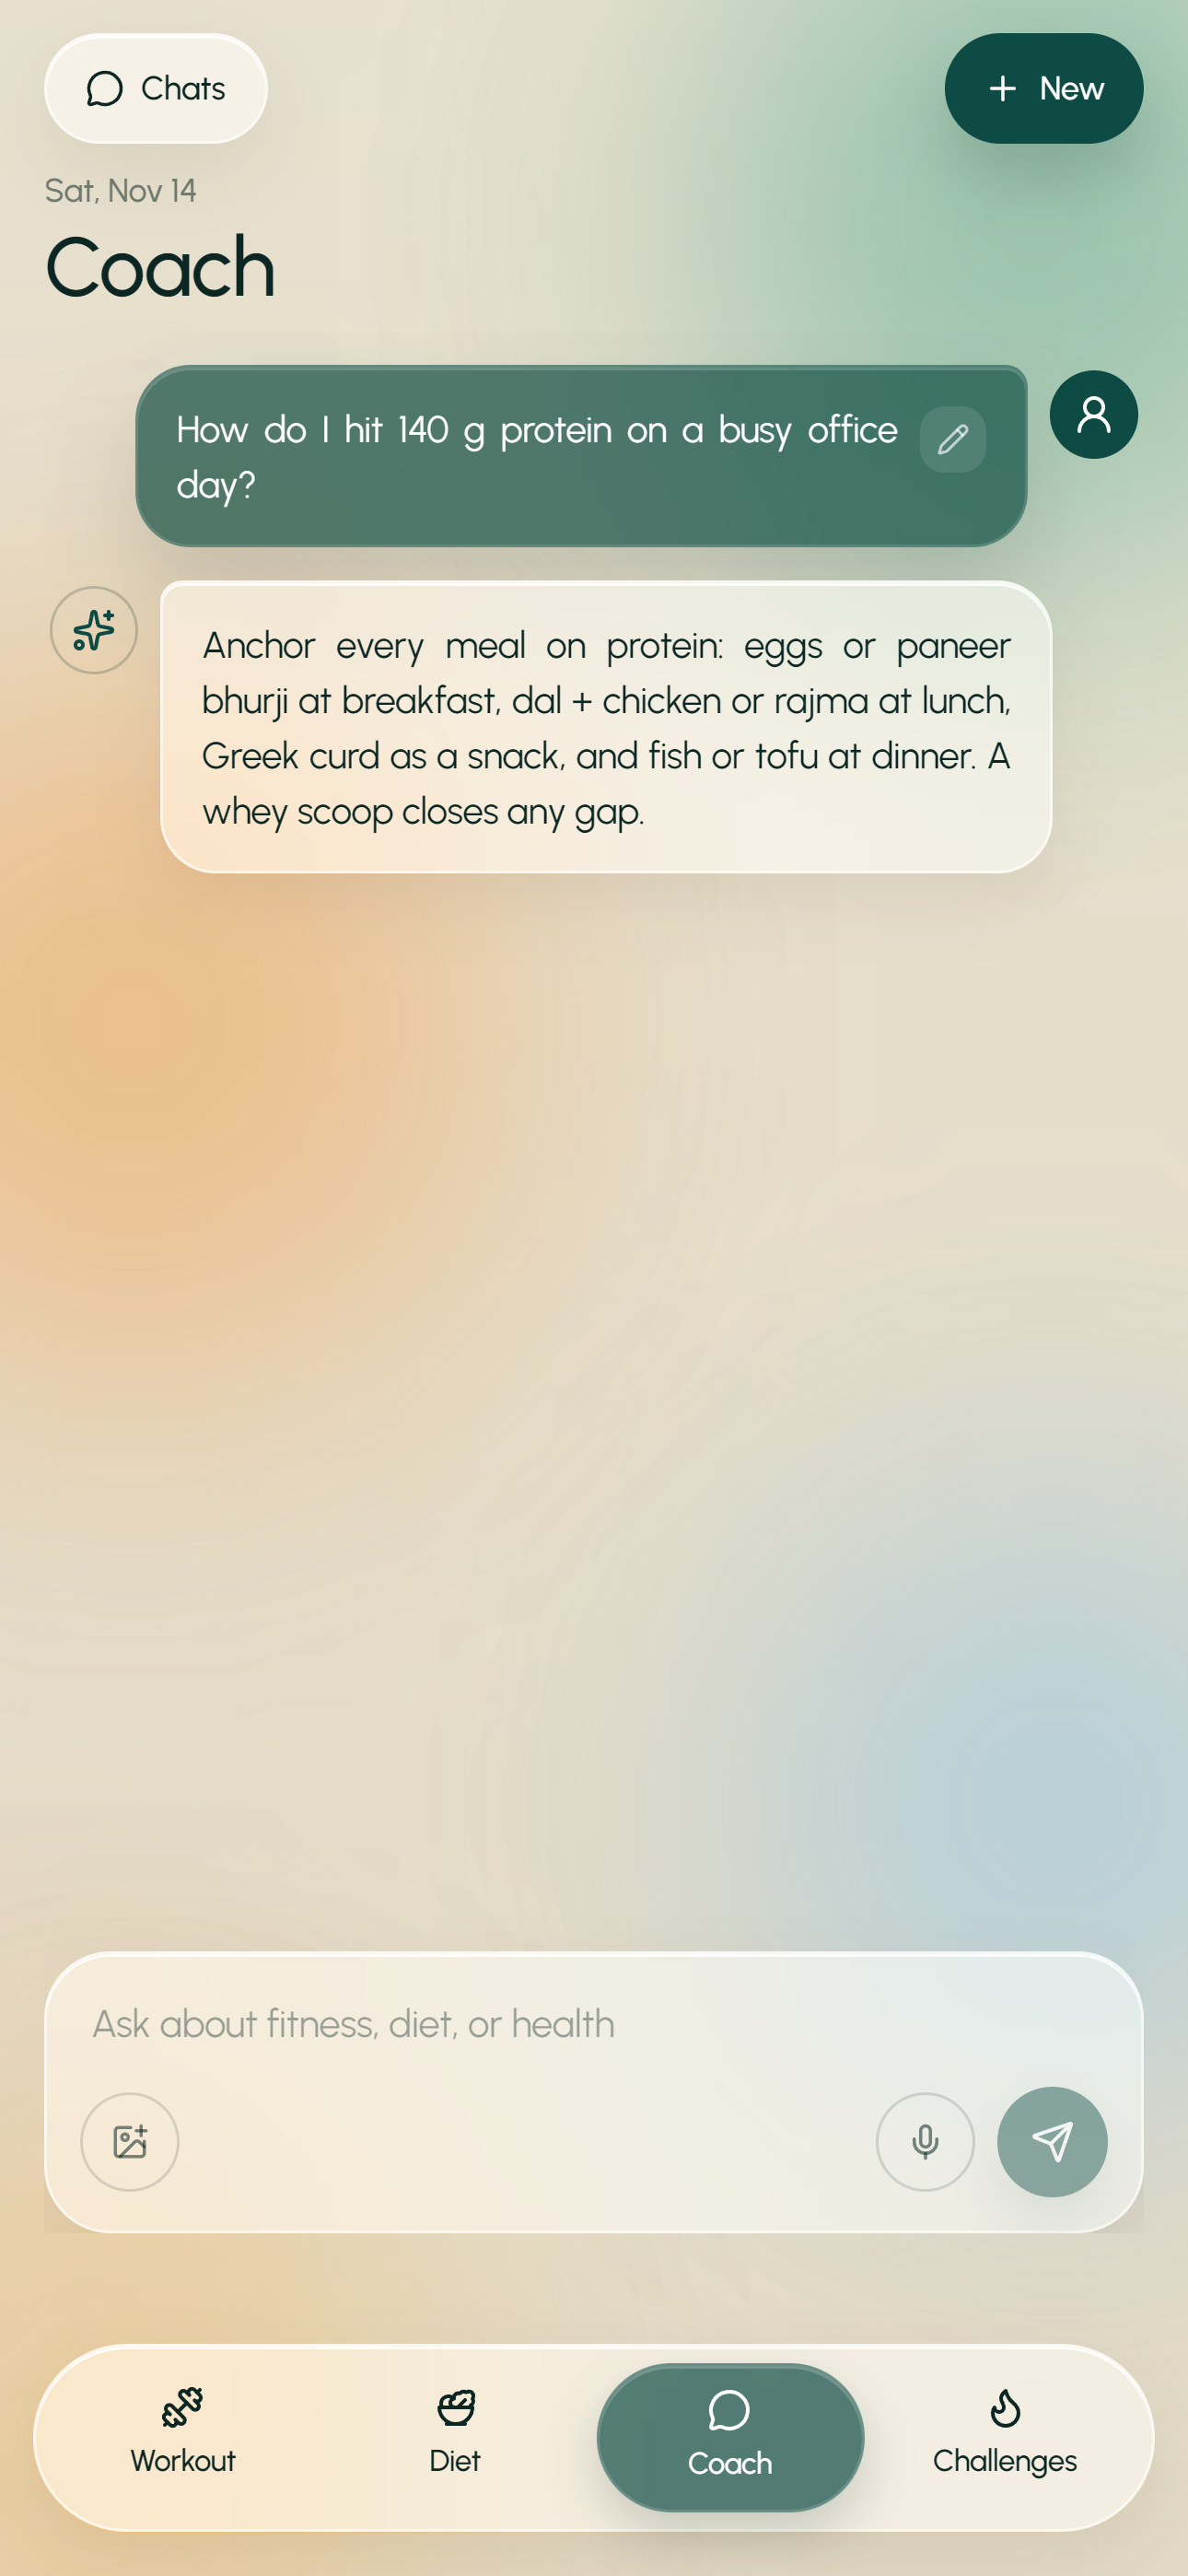 Chats
New
Sat, Nov 14
Coach
How do I hit 140 g protein on a busy office
day?
Anchor every meal on protein: eggs or paneer
bhurji at breakfast, dal + chicken or rajma at lunch,
Greek curd as a snack, and fish or tofu at dinner. A
whey scoop closes any gap.
Ask about fitness, diet, or health
Workout
Diet
Coach
Challenges